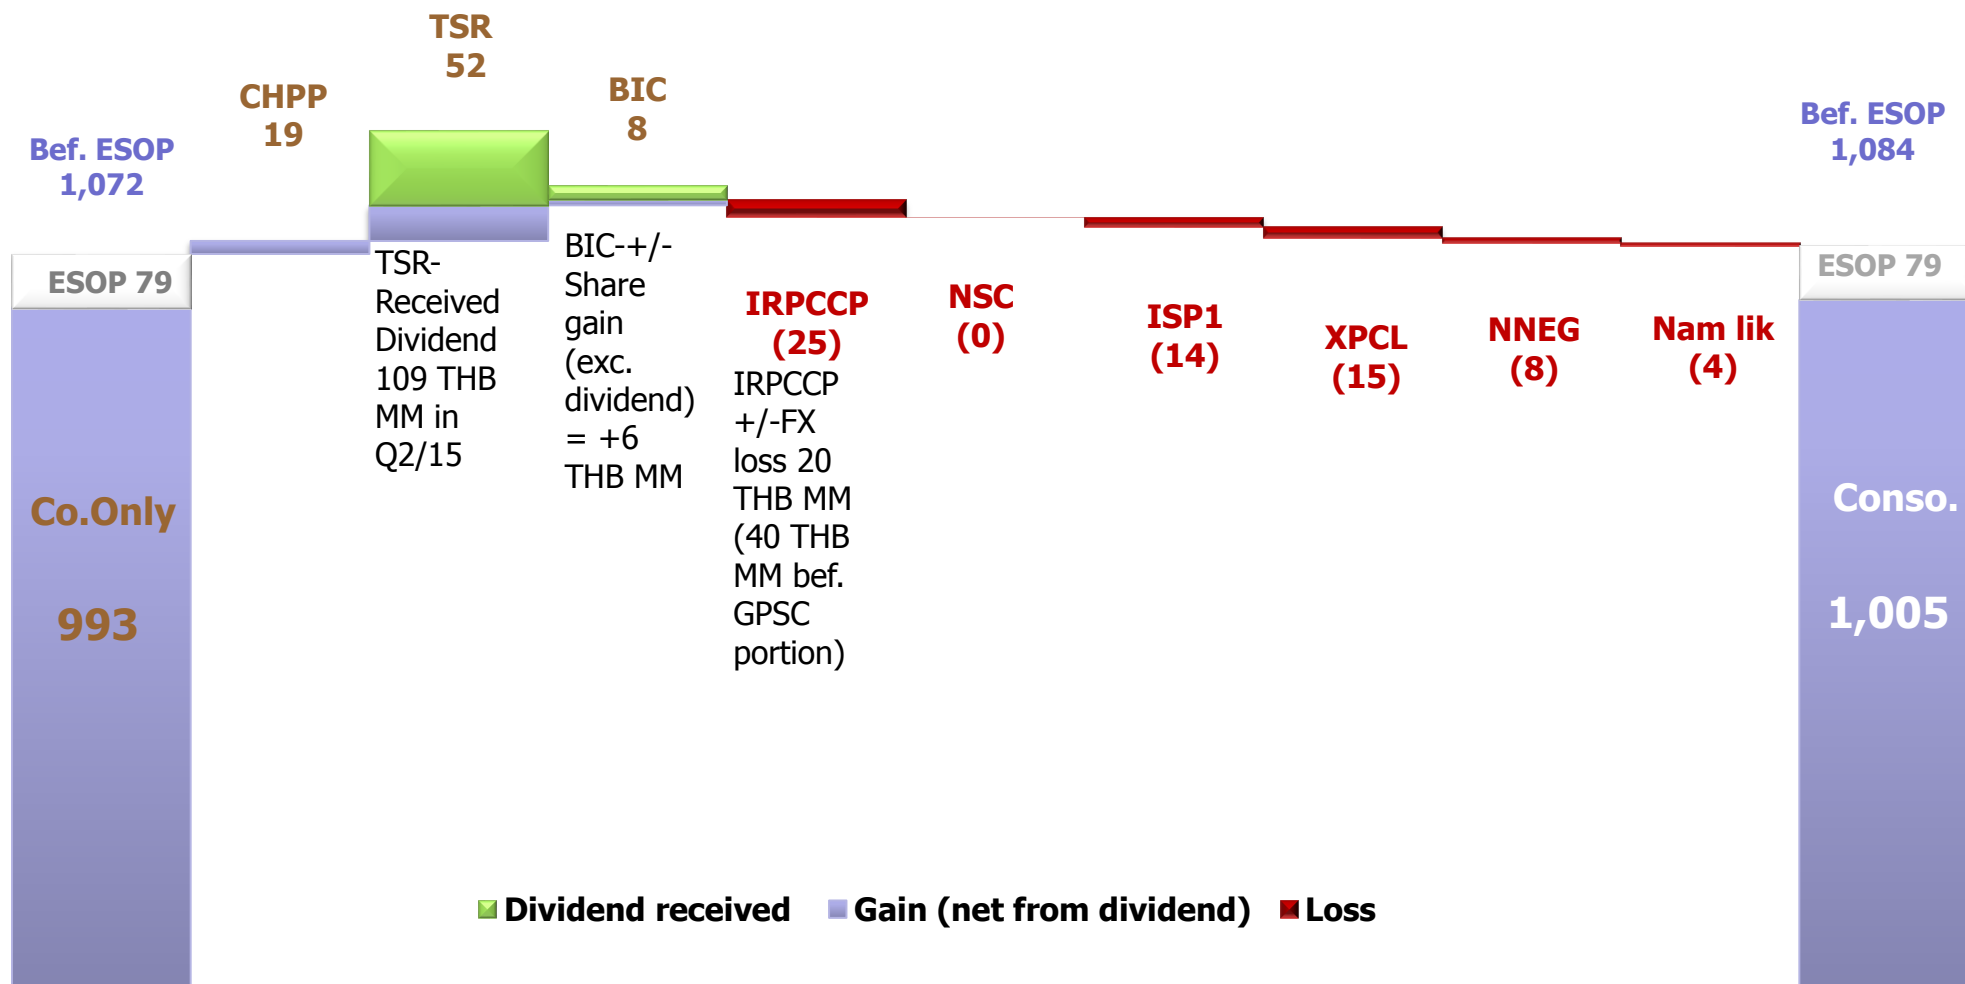 TSR
52
CHPP
19
BIC
8
Bef. ESOP
1,072
Bef. ESOP
1,084
ESOP 79
ESOP 79
TSR-
Received
Dividend
109 THB
MM in
Q2/15
BIC-+/-
Share
gain
(exc.
dividend)
= +6
THB MM
IRPCCP
(25)
IRPCCP
+/-FX
loss 20
THB MM
(40 THB
MM bef.
GPSC
portion)
NSC
(0)
ISP1
(14)
XPCL
(15)
NNEG
(8)
Nam lik
(4)
Co.Only
993
Conso.
1,005
Dividend received
Gain (net from dividend)
Loss